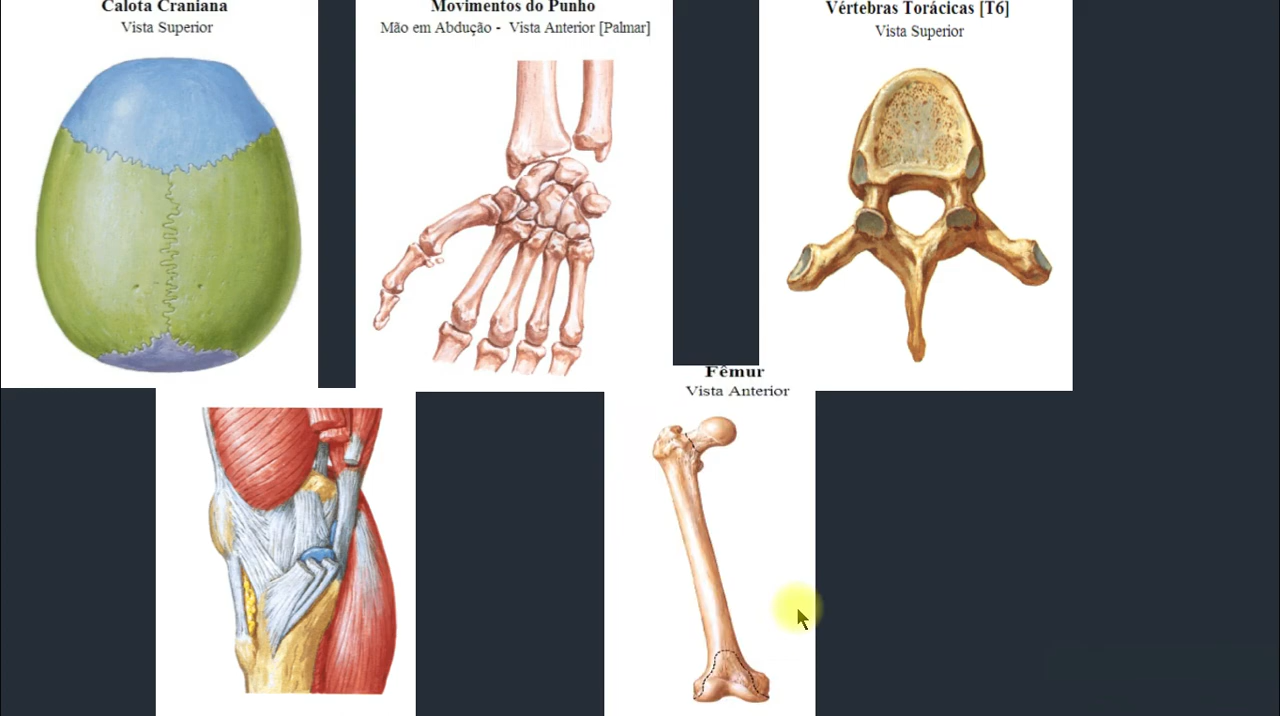 Calota Craniana
Vista Superior
Movimentos do Punho
Mão em Abdução - Vista Anterior [Palmar]
Vértebras Torácicas [T6]
Vista Superior
Fêmur
Vista Anterior